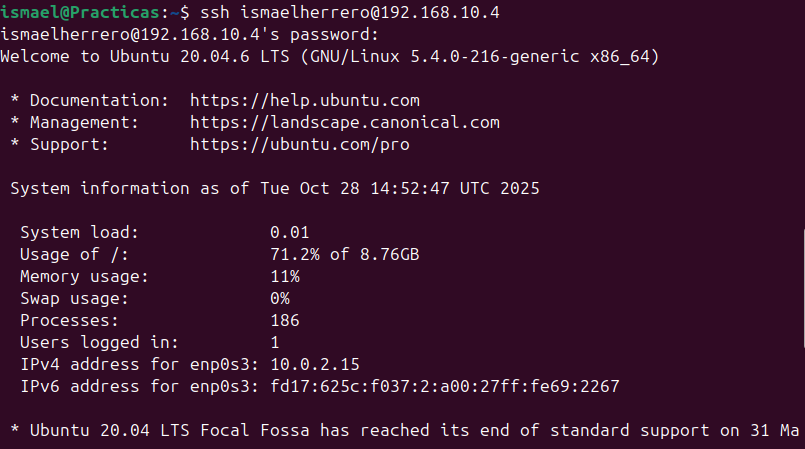 ismael@Practicas:~$ ssh ismaelherrero@192.168.10.4
ismaelherrero@192.168.10.4's password:
Welcome to Ubuntu 20.04.6 LTS (GNU/Linux 5.4.0-216-generic x86_64)

 * Documentation:  https://help.ubuntu.com
 * Management:     https://landscape.canonical.com
 * Support:        https://ubuntu.com/pro

 System information as of Tue Oct 28 14:52:47 UTC 2025

  System load:             0.01
  Usage of /:              71.2% of 8.76GB
  Memory usage:            11%
  Swap usage:              0%
  Processes:               186
  Users logged in:         1
  IPv4 address for enp0s3: 10.0.2.15
  IPv6 address for enp0s3: fd17:625c:f037:2:a00:27ff:fe69:2267

 * Ubuntu 20.04 LTS Focal Fossa has reached its end of standard support on 31 Ma